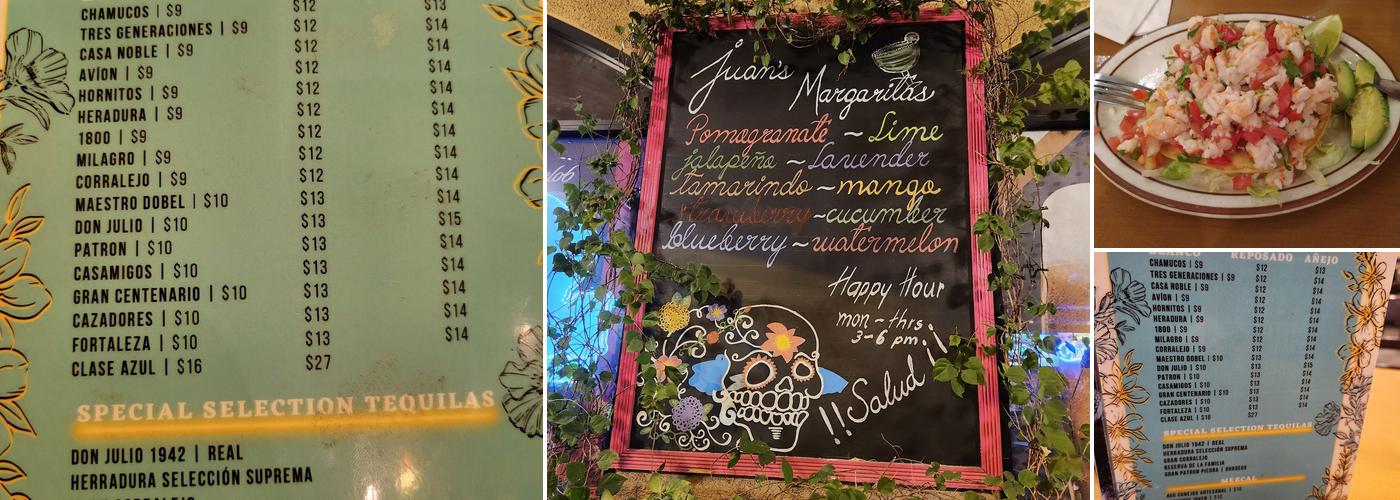 CHAMUCOS | $9 $12 $13
TRES GENERACIONES | $9 $12 $14
CASA NOBLE | $9 $12 $14
AVÍON | $9 $12 $14
HORNITOS | $9 $12 $14
HERADURA | $9 $12 $14
1800 | $9 $12 $14
MILAGRO | $9 $12 $14
CORRALEJO | $9 $12 $14
MAESTRO DOBEL | $10 $13 $14
DON JULIO | $10 $13 $15
PATRON | $10 $13 $14
CASAMIGOS | $10 $13 $14
GRAN CENTENARIO | $10 $13 $14
CAZADORES | $10 $13 $14
FORTALEZA | $10 $13 $14
CLASE AZUL | $16 $27
SPECIAL SELECTION TEQUILAS
DON JULIO 1942 | REAL
HERRADURA SELECCIÓN SUPREMA
Juan's
Margaritas
Pomagranate ~ Lime
jalapeño ~ Lavender
tamarindo ~ mango
strawberry ~ cucumber
blueberry ~ watermelon
Happy Hour
mon - thrs.
3-6 pm
!!Salud!!
REPOSADO AÑEJO
CHAMUCOS | $9 $12 $13
TRES GENERACIONES | $9 $12 $14
CASA NOBLE | $9 $12 $14
AVÍON | $9 $12 $14
HORNITOS | $9 $12 $14
HERADURA | $9 $12 $14
1800 | $9 $12 $14
MILAGRO | $9 $12 $14
CORRALEJO | $9 $12 $14
MAESTRO DOBEL | $10 $13 $14
DON JULIO | $10 $13 $15
PATRON | $10 $13 $14
CASAMIGOS | $10 $13 $14
GRAN CENTENARIO | $10 $13 $14
CAZADORES | $10 $13 $14
FORTALEZA | $10 $13 $14
CLASE AZUL | $16 $27
SPECIAL SELECTION TEQUILAS
DON JULIO 1942 | REAL
HERRADURA SELECCIÓN SUPREMA
GRAN CORRALEJO
RESERVA DE LA FAMILIA
GRAN PATRON PIEDRA | BURDEOS
MEZCAL